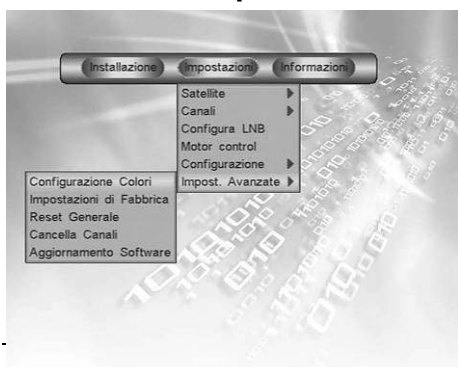 Installazione Impostazioni Informazioni
Satellite
Canali
Configura LNB
Motor control
Configurazione
Impost. Avanzate
Configurazione Colori
Impostazioni di Fabbrica
Reset Generale
Cancella Canali
Aggiornamento Software